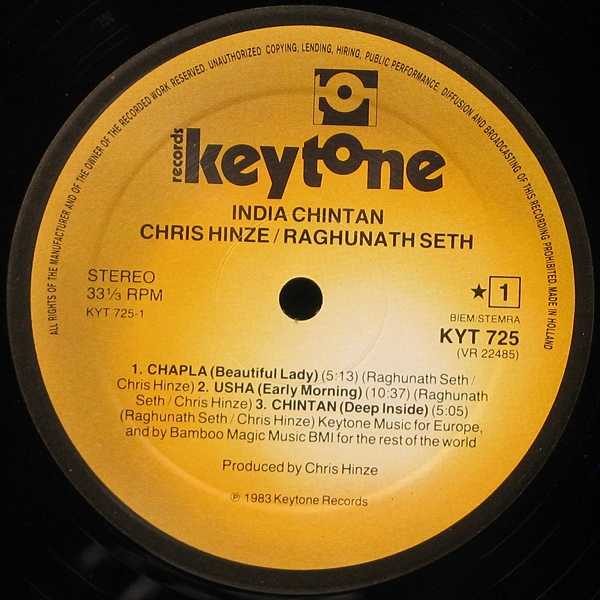 ALL RIGHTS OF THE MANUFACTURER AND OF THE OWNER OF THE RECORDED WORK RESERVED. UNAUTHORIZED COPYING, LENDING, HIRING, PUBLIC PERFORMANCE, DIFFUSION AND BROADCASTING OF THIS RECORDING PROHIBITED. MADE IN HOLLAND
records keytone
INDIA CHINTAN
CHRIS HINZE / RAGHUNATH SETH
STEREO
33 1/3 RPM
KYT 725-1
★ 1
BIEM/STEMRA
KYT 725
(VR 22485)
1. CHAPLA (Beautiful Lady) (5:13) (Raghunath Seth /
Chris Hinze) 2. USHA (Early Morning) (10:37) (Raghunath
Seth / Chris Hinze) 3. CHINTAN (Deep Inside) (5:05)
(Raghunath Seth / Chris Hinze) Keytone Music for Europe,
and by Bamboo Magic Music BMI for the rest of the world
Produced by Chris Hinze
℗ 1983 Keytone Records